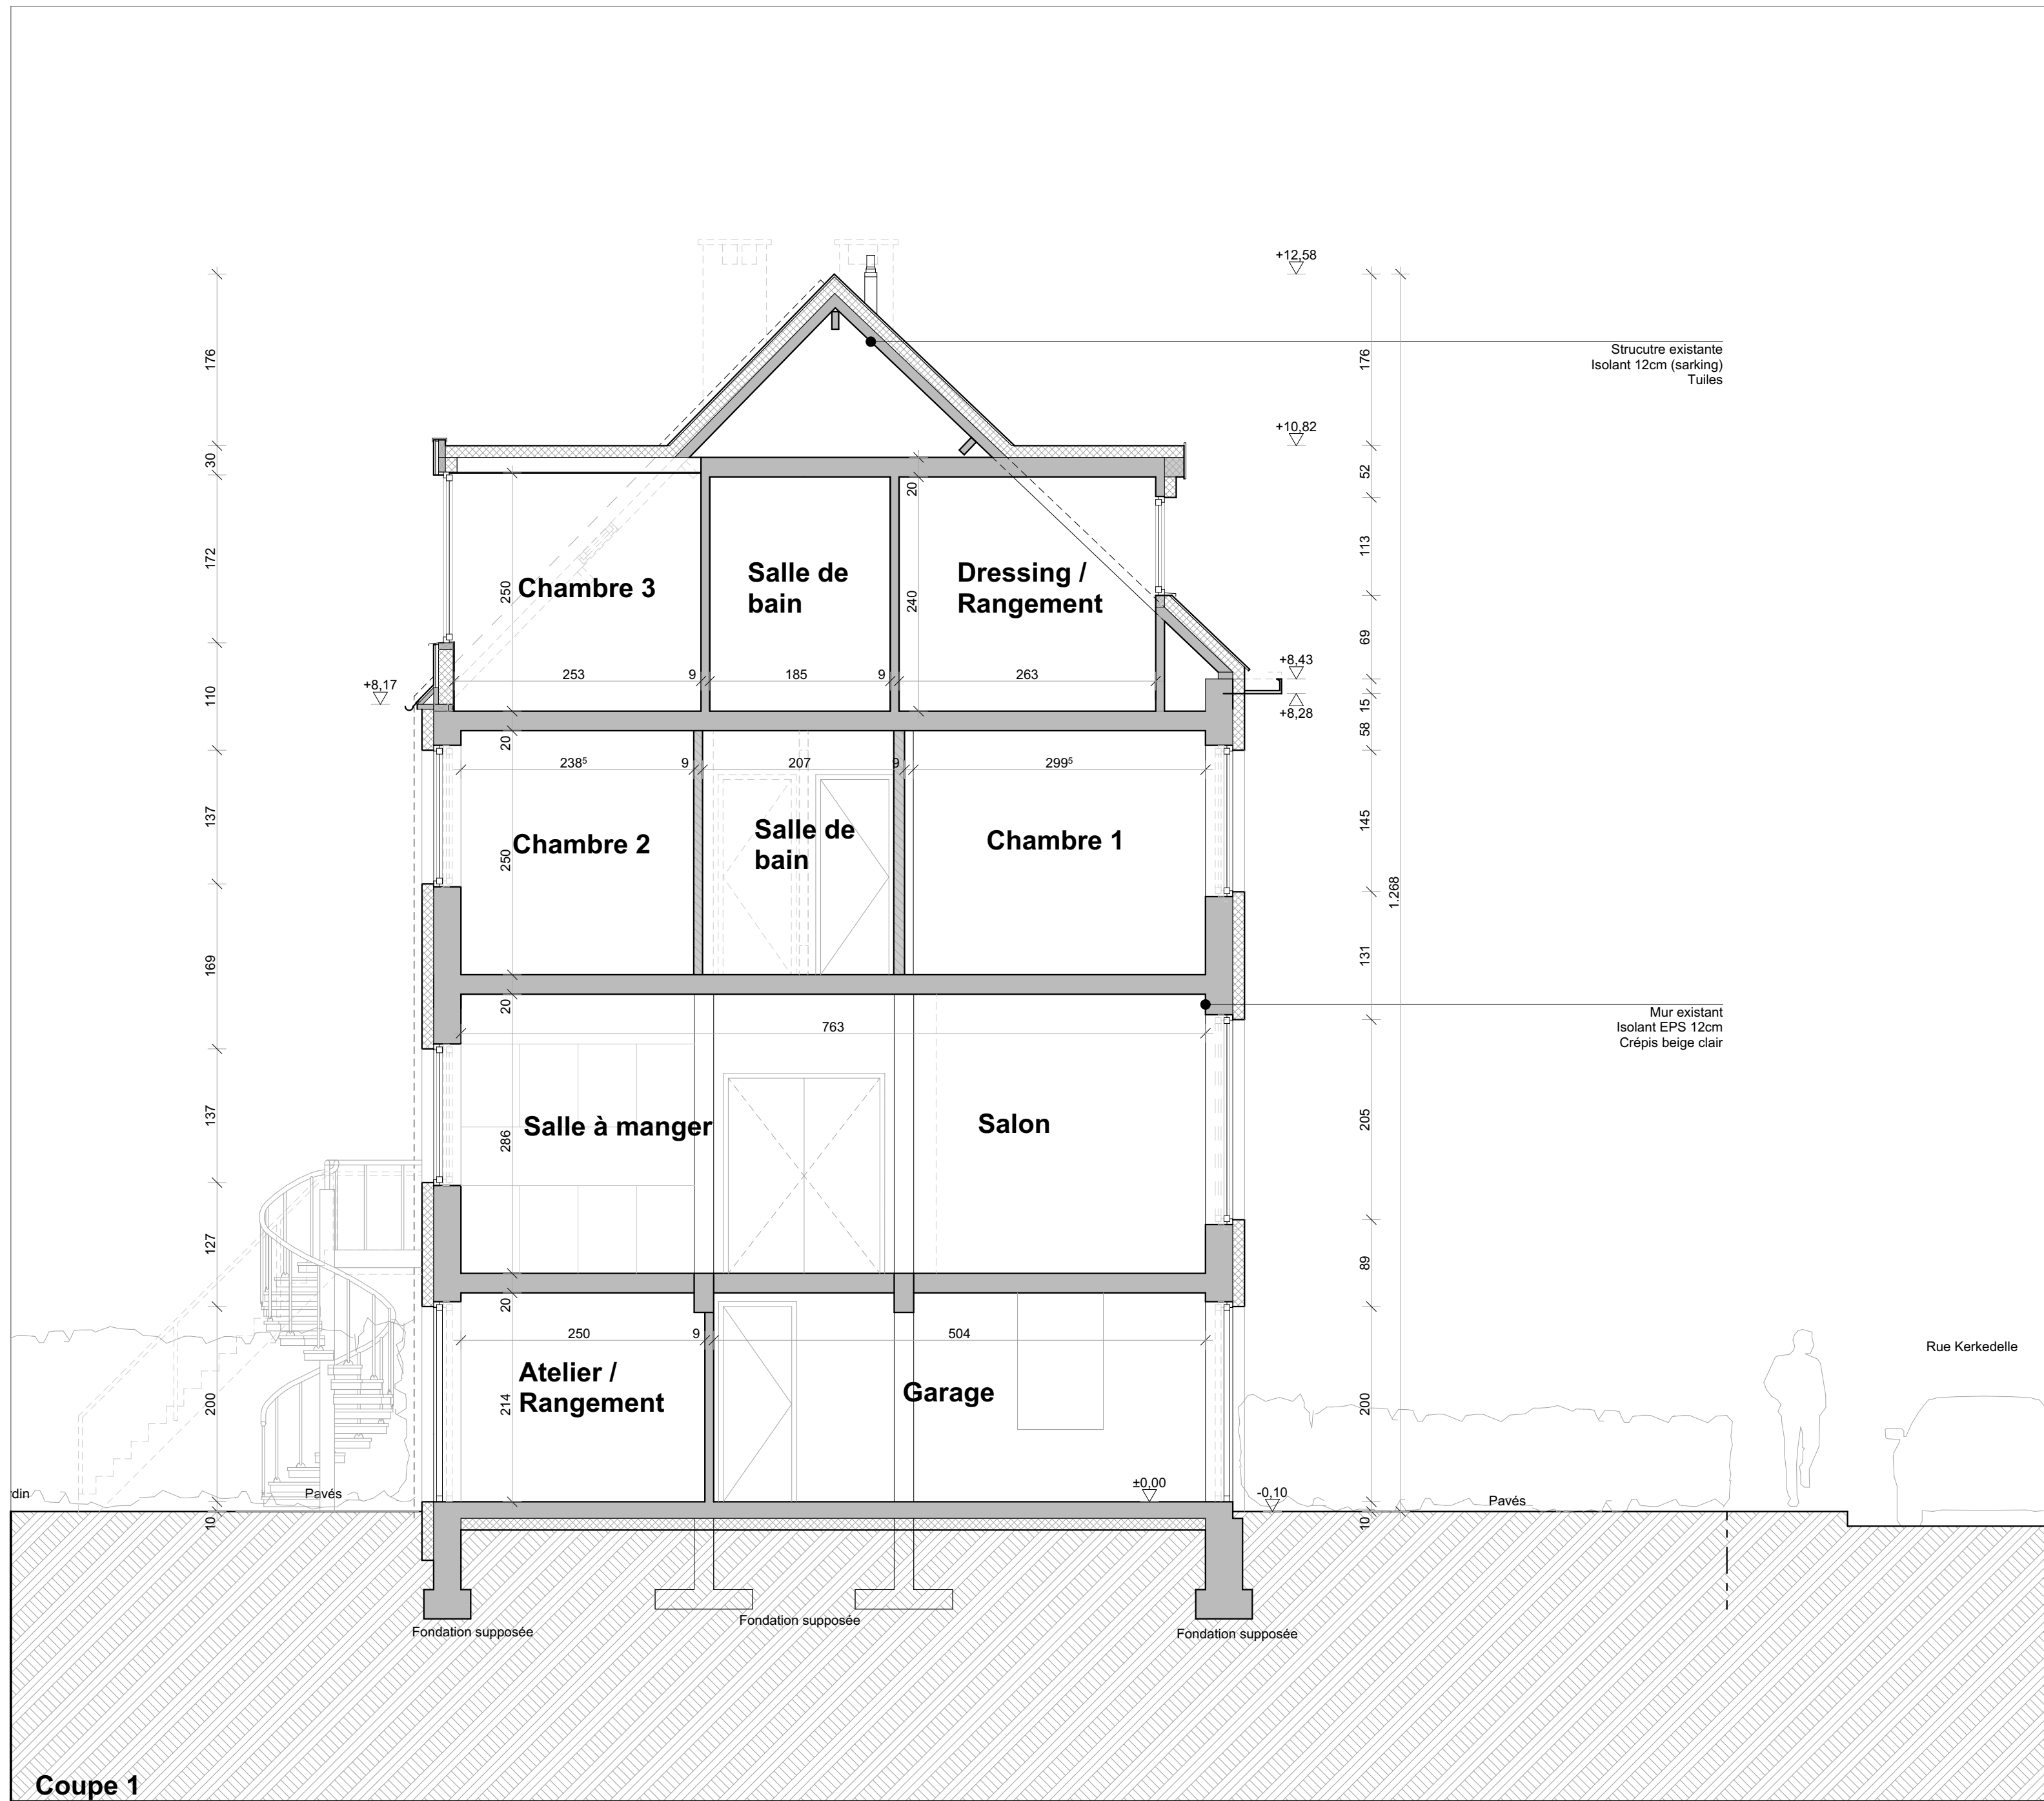 +12,58
176
176
Strucutre existante
Isolant 12cm (sarking)
Tuiles
+10,82
30
52
20
172
113
Chambre 3
250
Salle de
bain
240
Dressing /
Rangement
69
+8,43
253
9
185
9
263
+8,17
110
15
+8,28
58
20
238⁵
9
207
9
299⁵
137
145
Chambre 2
250
Salle de
bain
Chambre 1
1.268
169
131
20
763
Mur existant
Isolant EPS 12cm
Crépis beige clair
137
205
Salle à manger
286
Salon
127
89
20
250
9
504
Rue Kerkedelle
Atelier /
Rangement
Garage
200
214
200
±0,00
-0,10
rdin
Pavés
Pavés
10
10
Fondation supposée
Fondation supposée
Fondation supposée
Coupe 1